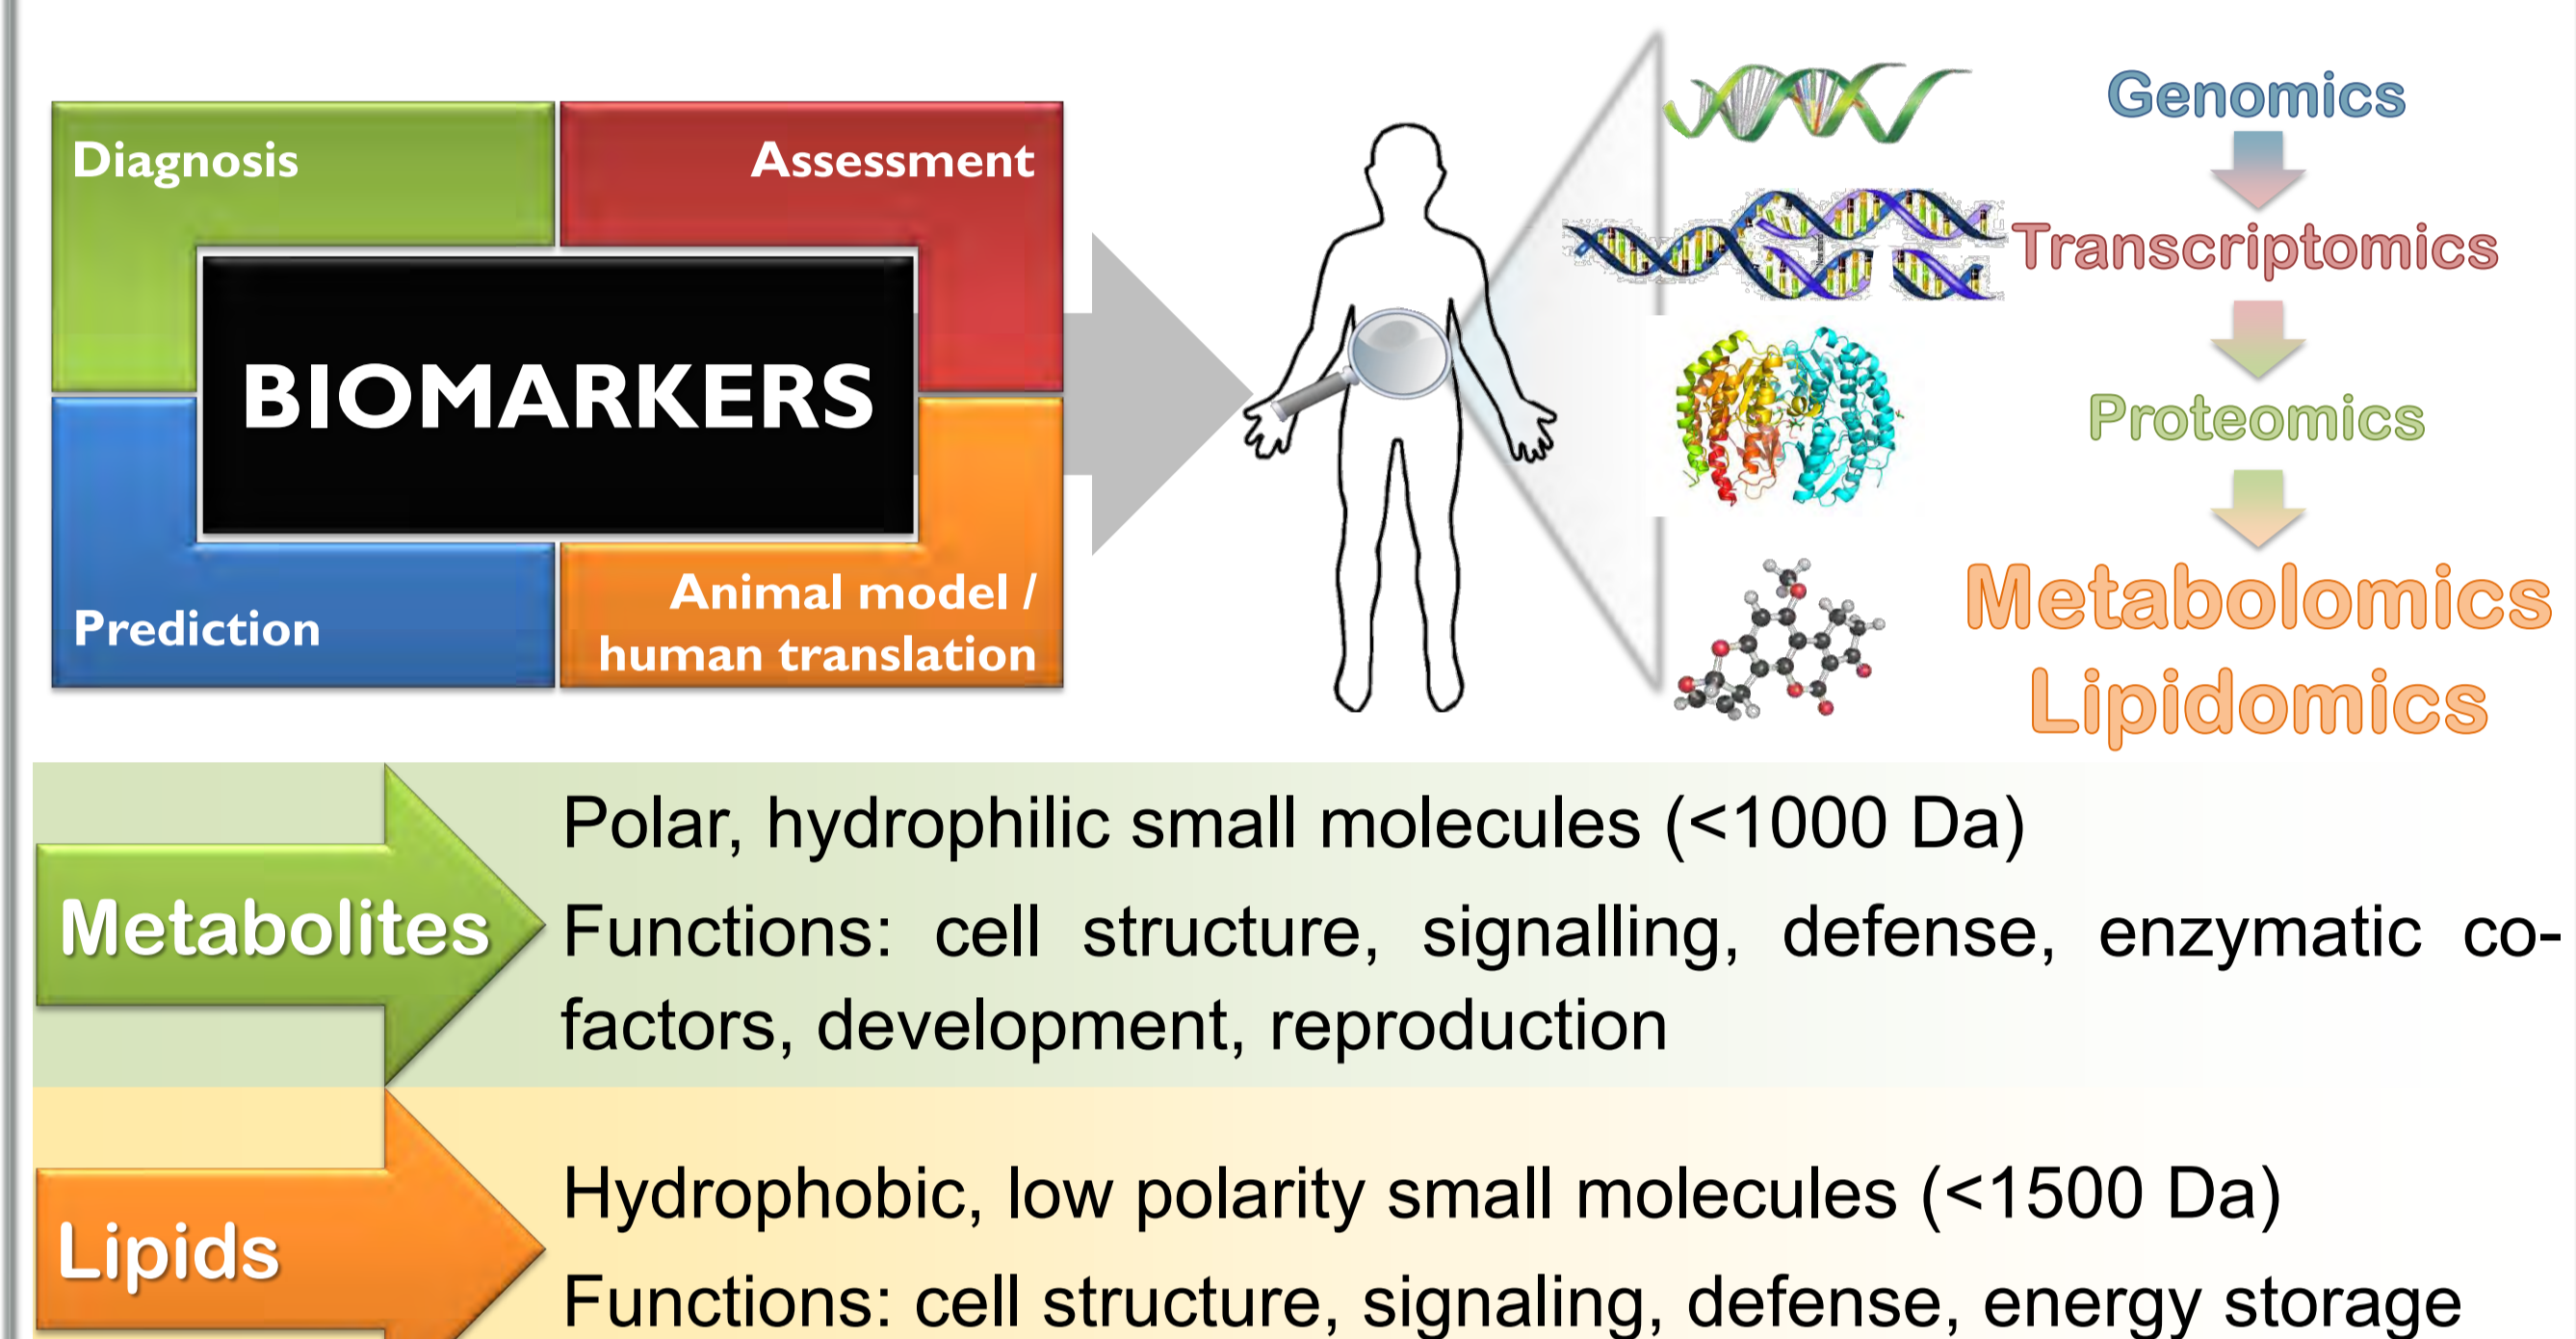 Diagnosis
Assessment
BIOMARKERS
Prediction
Animal model /
human translation
Genomics
Transcriptomics
Proteomics
Metabolomics
Lipidomics
Metabolites
Polar, hydrophilic small molecules (<1000 Da)
Functions: cell structure, signalling, defense, enzymatic co-
factors, development, reproduction
Lipids
Hydrophobic, low polarity small molecules (<1500 Da)
Functions: cell structure, signaling, defense, energy storage